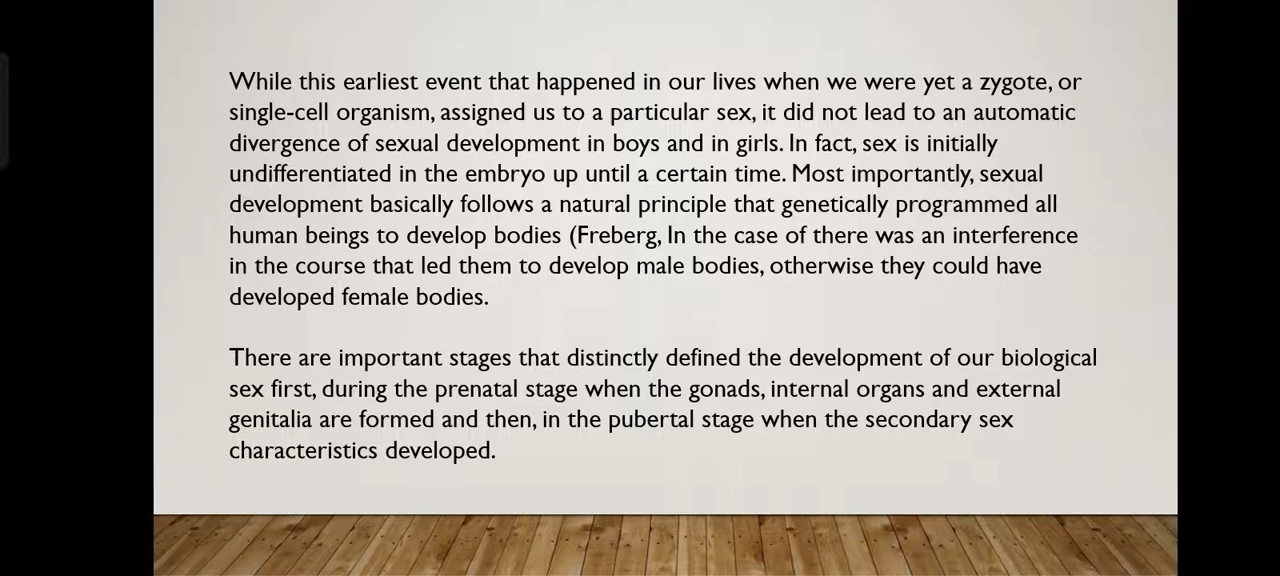 While this earliest event that happened in our lives when we were yet a zygote, or
single-cell organism, assigned us to a particular sex, it did not lead to an automatic
divergence of sexual development in boys and in girls. In fact, sex is initially
undifferentiated in the embryo up until a certain time. Most importantly, sexual
development basically follows a natural principle that genetically programmed all
human beings to develop bodies (Freberg, In the case of there was an interference
in the course that led them to develop male bodies, otherwise they could have
developed female bodies.
There are important stages that distinctly defined the development of our biological
sex first, during the prenatal stage when the gonads, internal organs and external
genitalia are formed and then, in the pubertal stage when the secondary sex
characteristics developed.